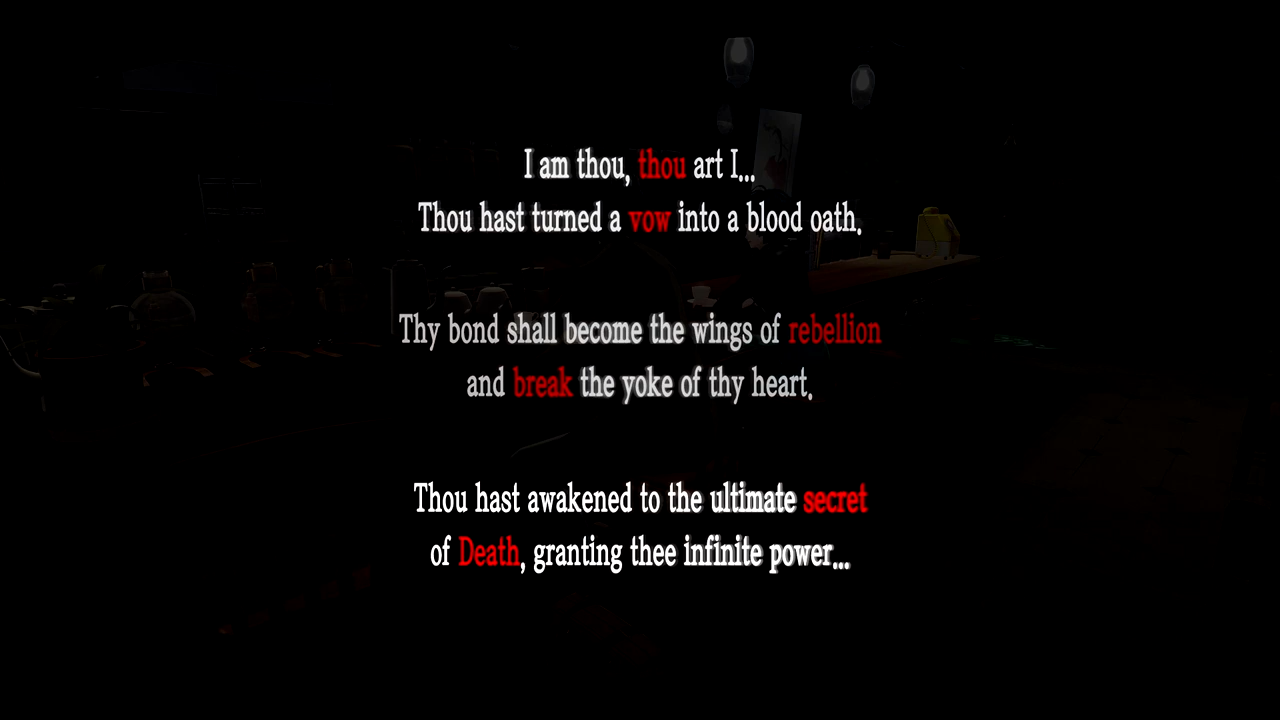 I am thou, thou art I...
Thou hast turned a vow into a blood oath.
Thy bond shall become the wings of rebellion
and break the yoke of thy heart.
Thou hast awakened to the ultimate secret
of Death, granting thee infinite power...